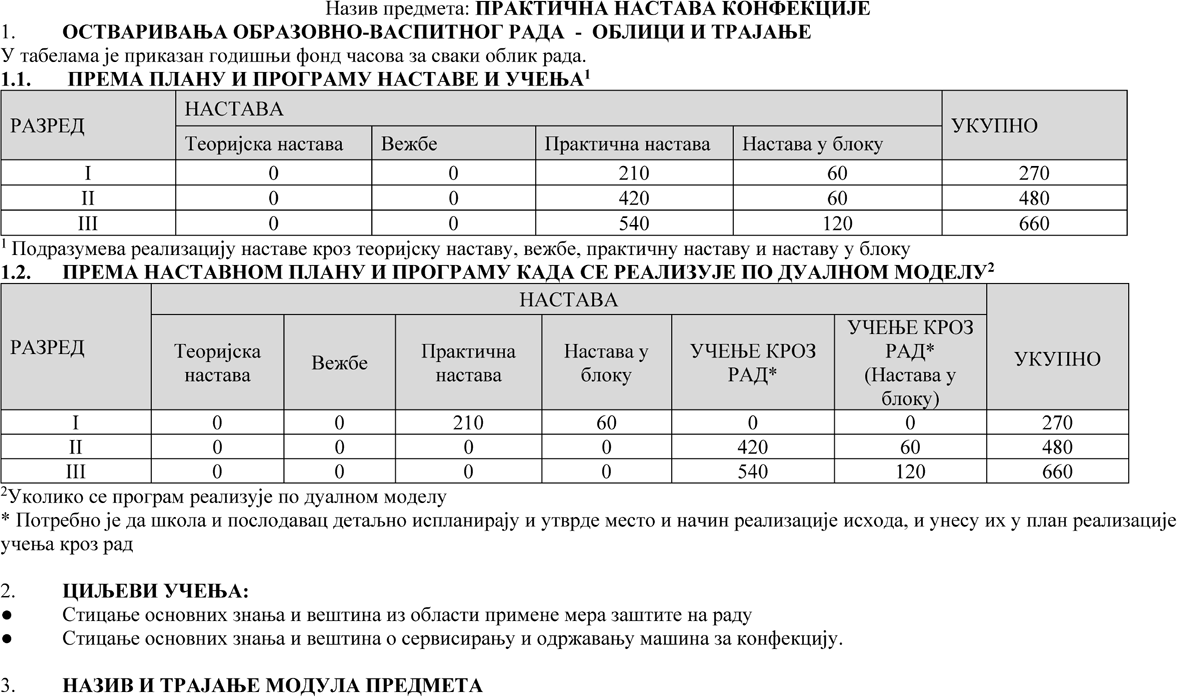 Назив предмета: ПРАКТИЧНА НАСТАВА КОНФЕКЦИЈЕ
1. ОСТВАРИВАЊА ОБРАЗОВНО-ВАСПИТНОГ РАДА - ОБЛИЦИ И ТРАЈАЊЕ
У табелама је приказан годишњи фонд часова за сваки облик рада.
1.1. ПРЕМА ПЛАНУ И ПРОГРАМУ НАСТАВЕ И УЧЕЊА¹
РАЗРЕД НАСТАВА УКУПНО
Теоријска настава Вежбе Практична настава Настава у блоку
I 0 0 210 60 270
II 0 0 420 60 480
III 0 0 540 120 660
¹ Подразумева реализацију наставе кроз теоријску наставу, вежбе, практичну наставу и наставу у блоку
1.2. ПРЕМА НАСТАВНОМ ПЛАНУ И ПРОГРАМУ КАДА СЕ РЕАЛИЗУЈЕ ПО ДУАЛНОМ МОДЕЛУ²
РАЗРЕД
НАСТАВА
Теоријска
настава
Вежбе
Практична
настава
Настава у
блоку
УЧЕЊЕ КРОЗ
РАД*
УЧЕЊЕ КРОЗ
РАД*
(Настава у
блоку)
УКУПНО
I 0 0 210 60 0 0 270
II 0 0 0 0 420 60 480
III 0 0 0 0 540 120 660
²Уколико се програм реализује по дуалном моделу
* Потребно је да школа и послодавац детаљно испланирају и утврде место и начин реализације исхода, и унесу их у план реализације
учења кроз рад
2. ЦИЉЕВИ УЧЕЊА:
● Стицање основних знања и вештина из области примене мера заштите на раду
● Стицање основних знања и вештина о сервисирању и одржавању машина за конфекцију.
3. НАЗИВ И ТРАЈАЊЕ МОДУЛА ПРЕДМЕТА